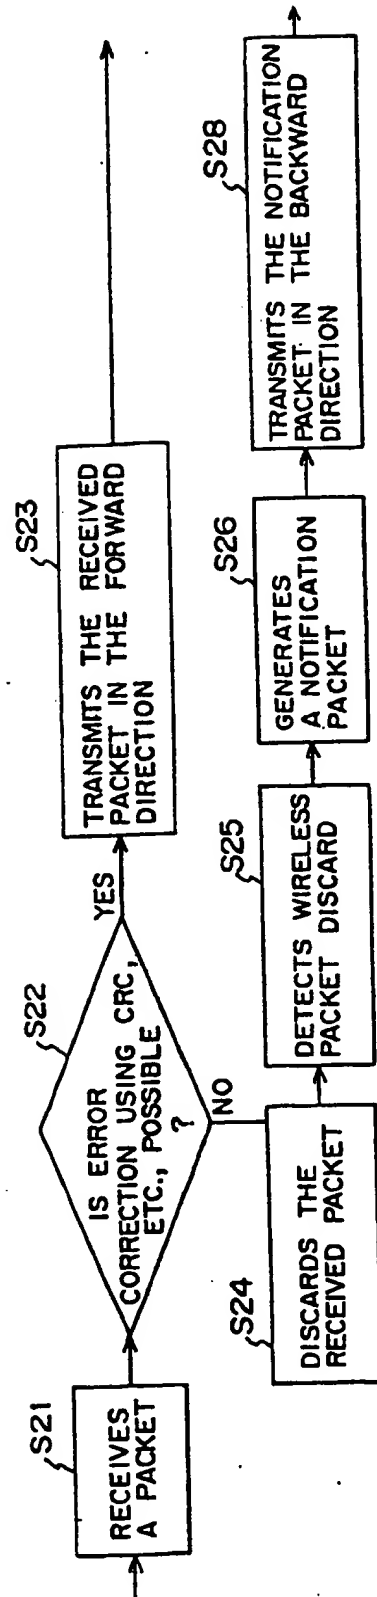 S21
RECEIVES
A PACKET
S22
IS ERROR
CORRECTION USING CRC,
ETC., POSSIBLE
?
YES
NO
S23
TRANSMITS THE RECEIVED
PACKET IN THE FORWARD
DIRECTION
S24
DISCARDS THE
RECEIVED PACKET
S25
DETECTS WIRELESS
PACKET DISCARD
S26
GENERATES
A NOTIFICATION
PACKET
S28
TRANSMITS THE NOTIFICATION
PACKET IN THE BACKWARD
DIRECTION